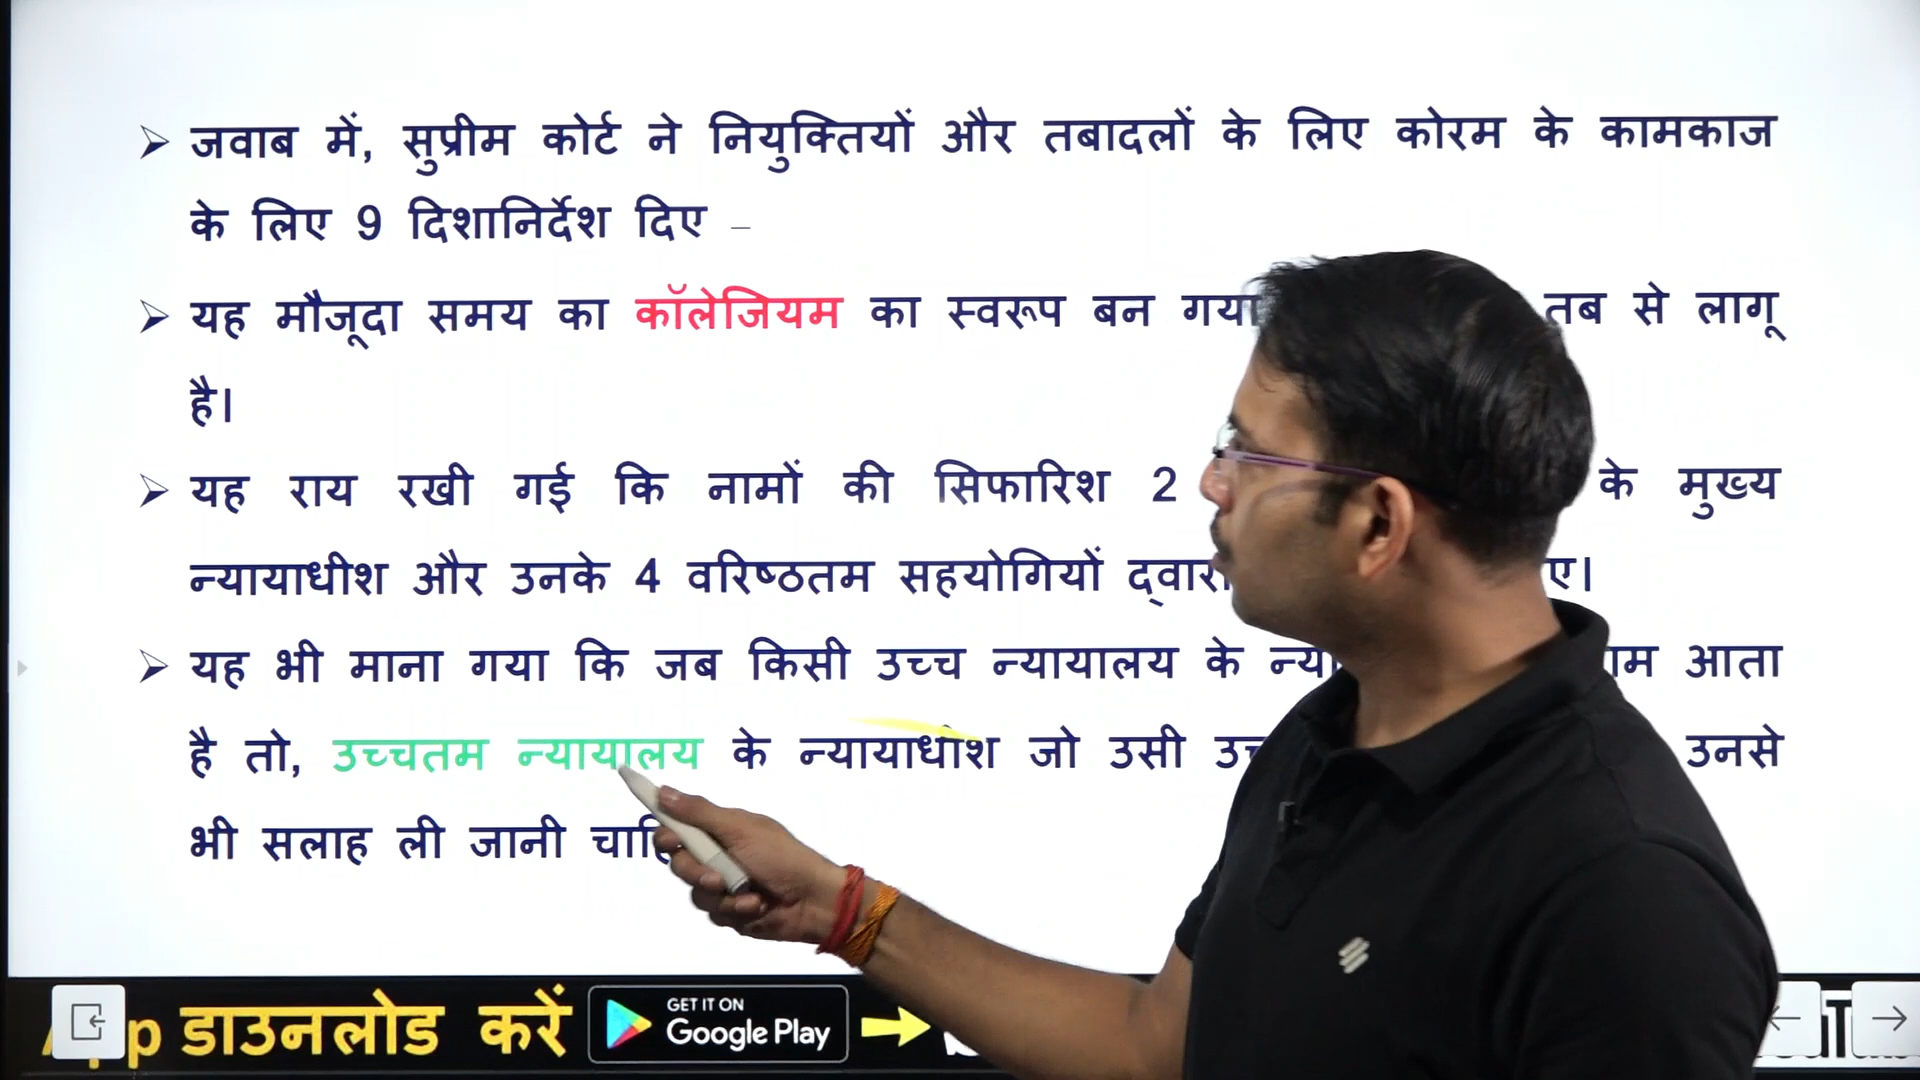 जवाब में, सुप्रीम कोर्ट ने नियुक्तियों और तबादलों के लिए कोरम के कामकाज
के लिए 9 दिशानिर्देश दिए –
यह मौजूदा समय का कॉलेजियम का स्वरूप बन गया तब से लागू
है।
यह राय रखी गई कि नामों की सिफारिश 2 के मुख्य
न्यायाधीश और उनके 4 वरिष्ठतम सहयोगियों द्वारा
यह भी माना गया कि जब किसी उच्च न्यायालय के आता
है तो, उच्चतम न्यायालय के न्यायाधीश जो उसी उनसे
भी सलाह ली जानी
App डाउनलोड करें GET IT ON
Google Play